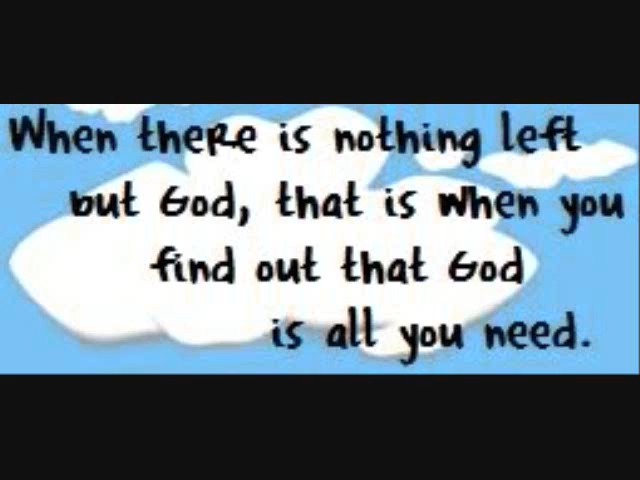 When there is nothing left
but God, that is when you
find out that God
is all you need.